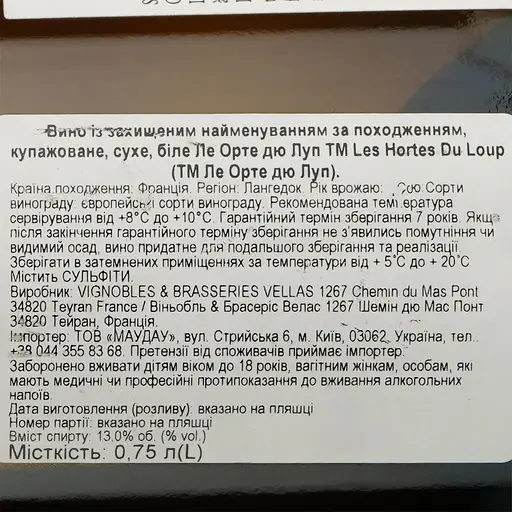 Вино із захищеним найменуванням за походженням,
купажоване, сухе, біле Ле Орте дю Луп ТМ Les Hortes Du Loup
(ТМ Ле Орте дю Луп).
Країна походження: Франція. Регіон: Лангедок. Рік врожаю: Сорти
винограду: європейські сорти винограду. Рекомендована температура
сервірування від +8°С до +10°С. Гарантійний термін зберігання 7 років. Якщо
після закінчення гарантійного терміну зберігання не з’явились помутніння чи
видимий осад, вино придатне для подальшого зберігання та реалізації.
Зберігати в затемнених приміщеннях за температури від + 5°С до + 20°С
Містить СУЛЬФІТИ.
Виробник: VIGNOBLES & BRASSERIES VELLAS 1267 Chemin du Mas Pont
34820 Teyran France / Віньобль & Брасеріс Велас 1267 Шемін дю Мас Понт
34820 Тейран, Франція.
Імпортер: ТОВ «МАУДАУ», вул. Стрийська 6, м. Київ, 03062, Україна, тел..
+38 044 355 83 68. Претензії від споживачів приймає імпортер.
Заборонено вживати дітям віком до 18 років, вагітним жінкам, особам, які
мають медичні чи професійні протипоказання до вживання алкогольних
напоїв.
Дата виготовлення (розливу): вказано на пляшці
Номер партії: вказано на пляшці
Вміст спирту: 13.0% об. (% vol.)
Місткість: 0,75 л(L)